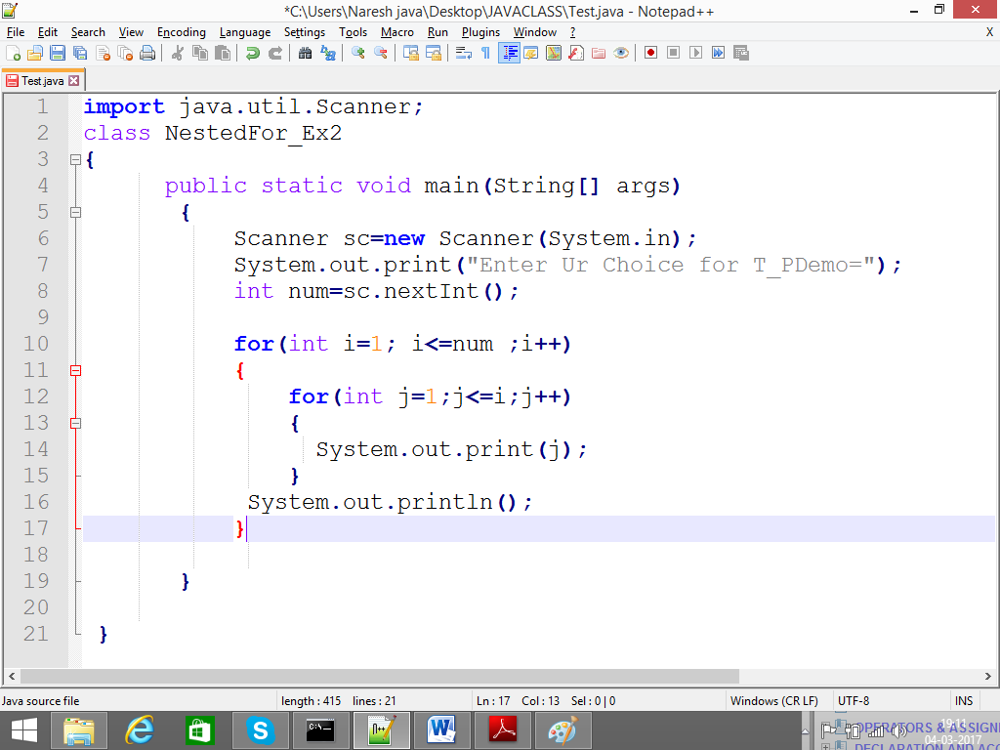 *C:\Users\Naresh java\Desktop\JAVACLASS\Test.java - Notepad++
File Edit Search View Encoding Language Settings Tools Macro Run Plugins Window ? X
Test.java
1 import java.util.Scanner;
2 class NestedFor_Ex2
3 {
4 public static void main(String[] args)
5 {
6 Scanner sc=new Scanner(System.in);
7 System.out.print("Enter Ur Choice for T_PDemo=");
8 int num=sc.nextInt();
9
10 for(int i=1; i<=num ;i++)
11 {
12 for(int j=1;j<=i;j++)
13 {
14 System.out.print(j);
15 }
16 System.out.println();
17 }
18
19 }
20
21 }
Java source file length : 415 lines : 21 Ln : 17 Col : 13 Sel : 0 | 0 Windows (CR LF) UTF-8 INS
19:11
OPERATORS & ASSIGN
04-03-2017
DECLARATION AND ACC